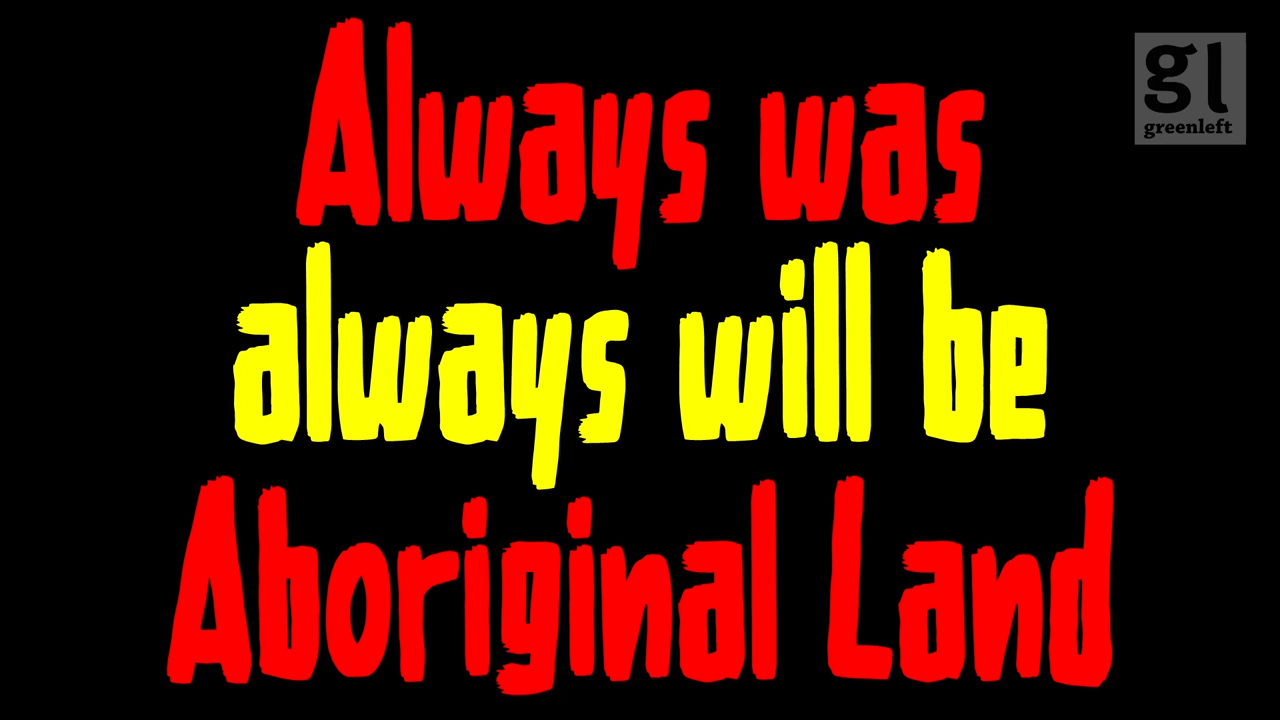 Always was
always will be
Aboriginal Land
gl
greenleft